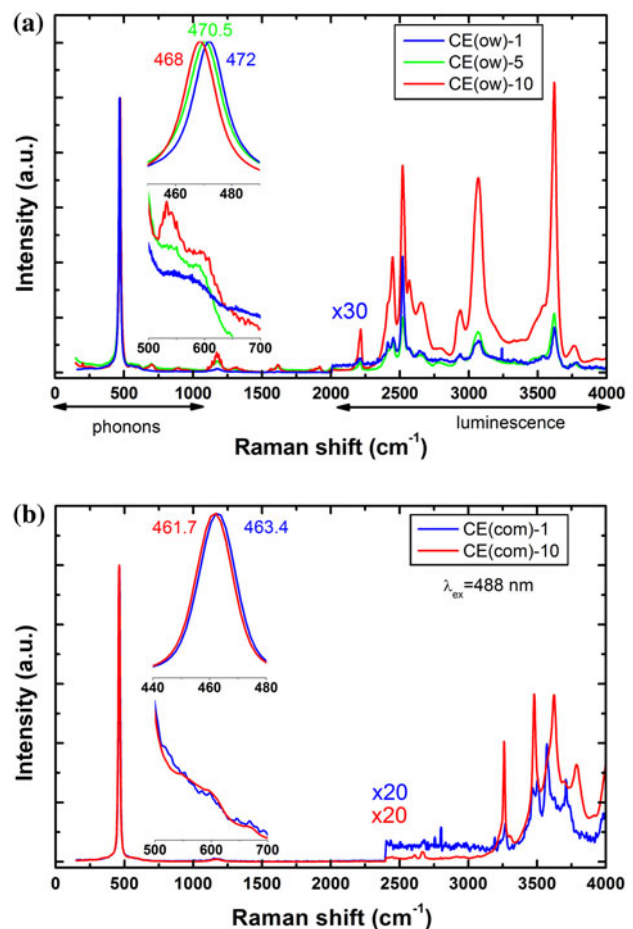 (a)
470.5
468 472
460 480
CE(ow)-1
CE(ow)-5
CE(ow)-10
Intensity (a.u.)
x30
500 600 700
0 500 1000 1500 2000 2500 3000 3500 4000
phonons luminescence
Raman shift (cm⁻¹)
(b)
461.7 463.4
440 460 480
CE(com)-1
CE(com)-10
λex=488 nm
Intensity (a.u.)
x20
x20
500 600 700
0 500 1000 1500 2000 2500 3000 3500 4000
Raman shift (cm⁻¹)